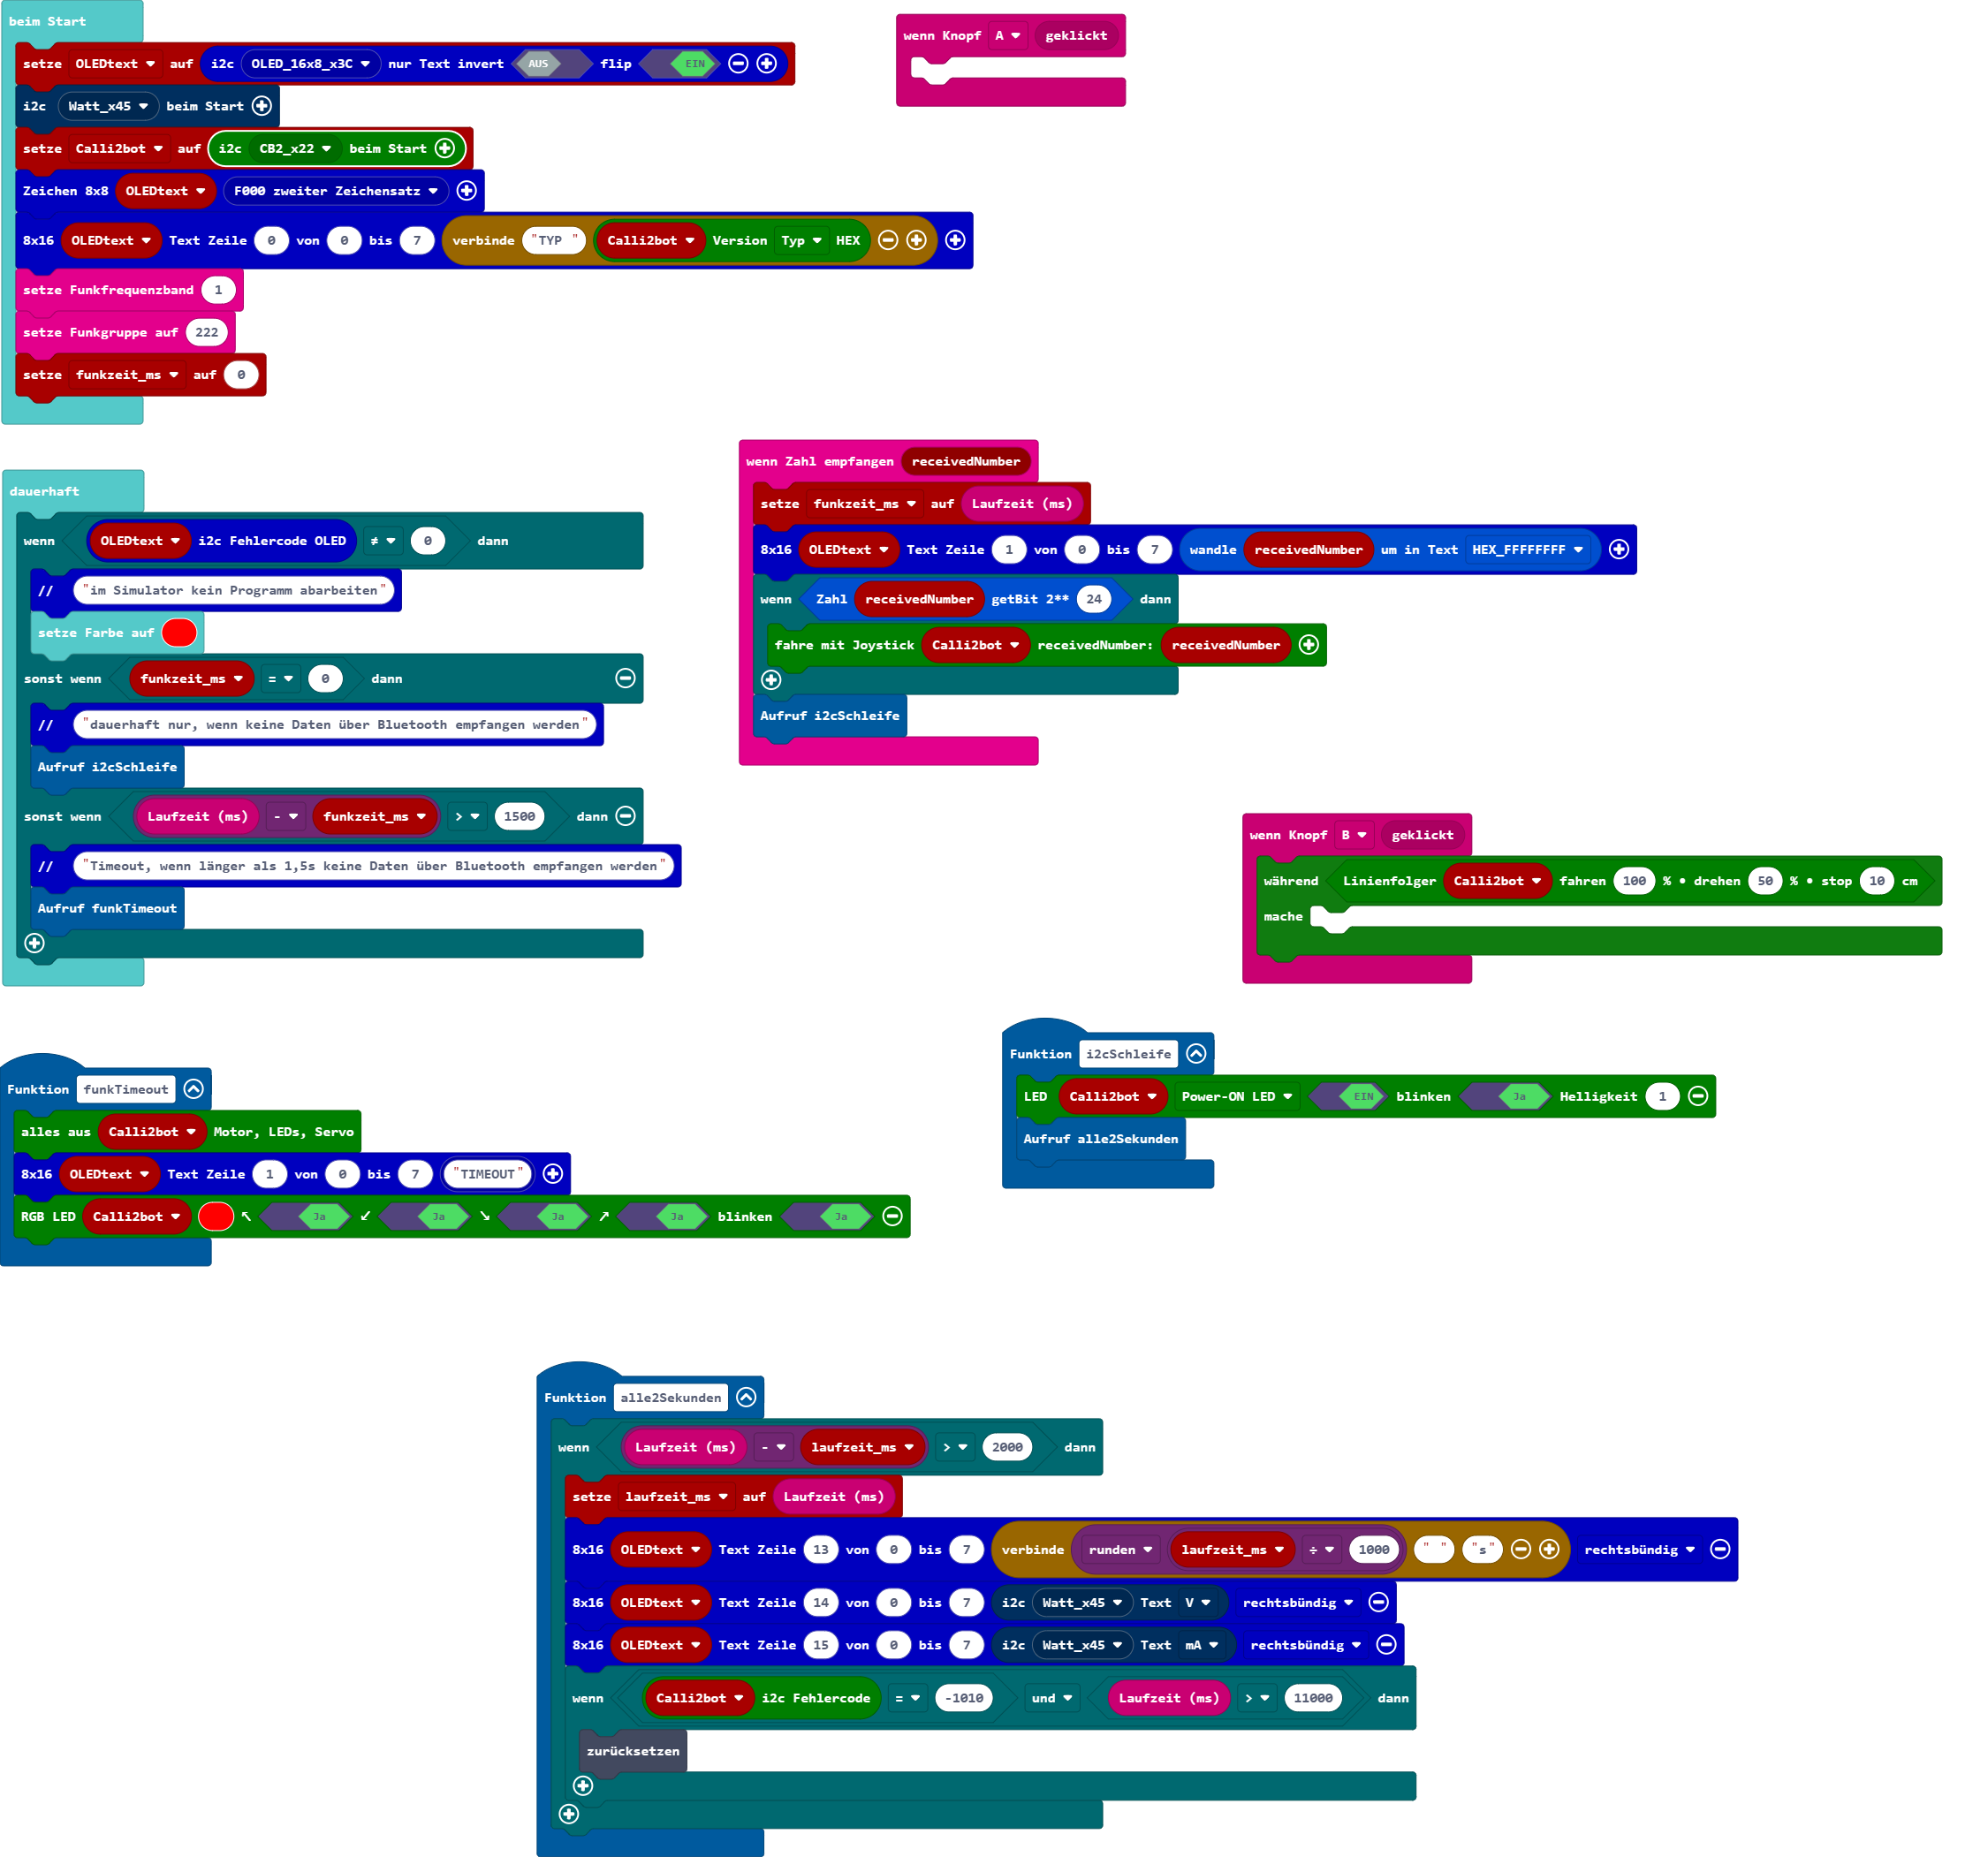 beim Start
setze OLEDtext auf i2c OLED_16x8_x3C nur Text invert AUS flip EIN
i2c Watt_x45 beim Start
setze Calli2bot auf i2c CB2_x22 beim Start
Zeichen 8x8 OLEDtext F000 zweiter Zeichensatz
8x16 OLEDtext Text Zeile 0 von 0 bis 7 verbinde "TYP " Calli2bot Version Typ HEX
setze Funkfrequenzband 1
setze Funkgruppe auf 222
setze funkzeit_ms auf 0
wenn Knopf A geklickt
dauerhaft
wenn OLEDtext i2c Fehlercode OLED ≠ 0 dann
// "im Simulator kein Programm abarbeiten"
setze Farbe auf
sonst wenn funkzeit_ms = 0 dann
// "dauerhaft nur, wenn keine Daten über Bluetooth empfangen werden"
Aufruf i2cSchleife
sonst wenn Laufzeit (ms) - funkzeit_ms > 1500 dann
// "Timeout, wenn länger als 1,5s keine Daten über Bluetooth empfangen werden"
Aufruf funkTimeout
wenn Zahl empfangen receivedNumber
setze funkzeit_ms auf Laufzeit (ms)
8x16 OLEDtext Text Zeile 1 von 0 bis 7 wandle receivedNumber um in Text HEX_FFFFFFFF
wenn Zahl receivedNumber getBit 2** 24 dann
fahre mit Joystick Calli2bot receivedNumber: receivedNumber
Aufruf i2cSchleife
wenn Knopf B geklickt
während Linienfolger Calli2bot fahren 100 % • drehen 50 % • stop 10 cm
mache
Funktion funkTimeout
alles aus Calli2bot Motor, LEDs, Servo
8x16 OLEDtext Text Zeile 1 von 0 bis 7 "TIMEOUT"
RGB LED Calli2bot ↖ Ja ↙ Ja ↘ Ja ↗ Ja blinken Ja
Funktion i2cSchleife
LED Calli2bot Power-ON LED EIN blinken Ja Helligkeit 1
Aufruf alle2Sekunden
Funktion alle2Sekunden
wenn Laufzeit (ms) - laufzeit_ms > 2000 dann
setze laufzeit_ms auf Laufzeit (ms)
8x16 OLEDtext Text Zeile 13 von 0 bis 7 verbinde runden laufzeit_ms ÷ 1000 " " "s" rechtsbündig
8x16 OLEDtext Text Zeile 14 von 0 bis 7 i2c Watt_x45 Text V rechtsbündig
8x16 OLEDtext Text Zeile 15 von 0 bis 7 i2c Watt_x45 Text mA rechtsbündig
wenn Calli2bot i2c Fehlercode = -1010 und Laufzeit (ms) > 11000 dann
zurücksetzen